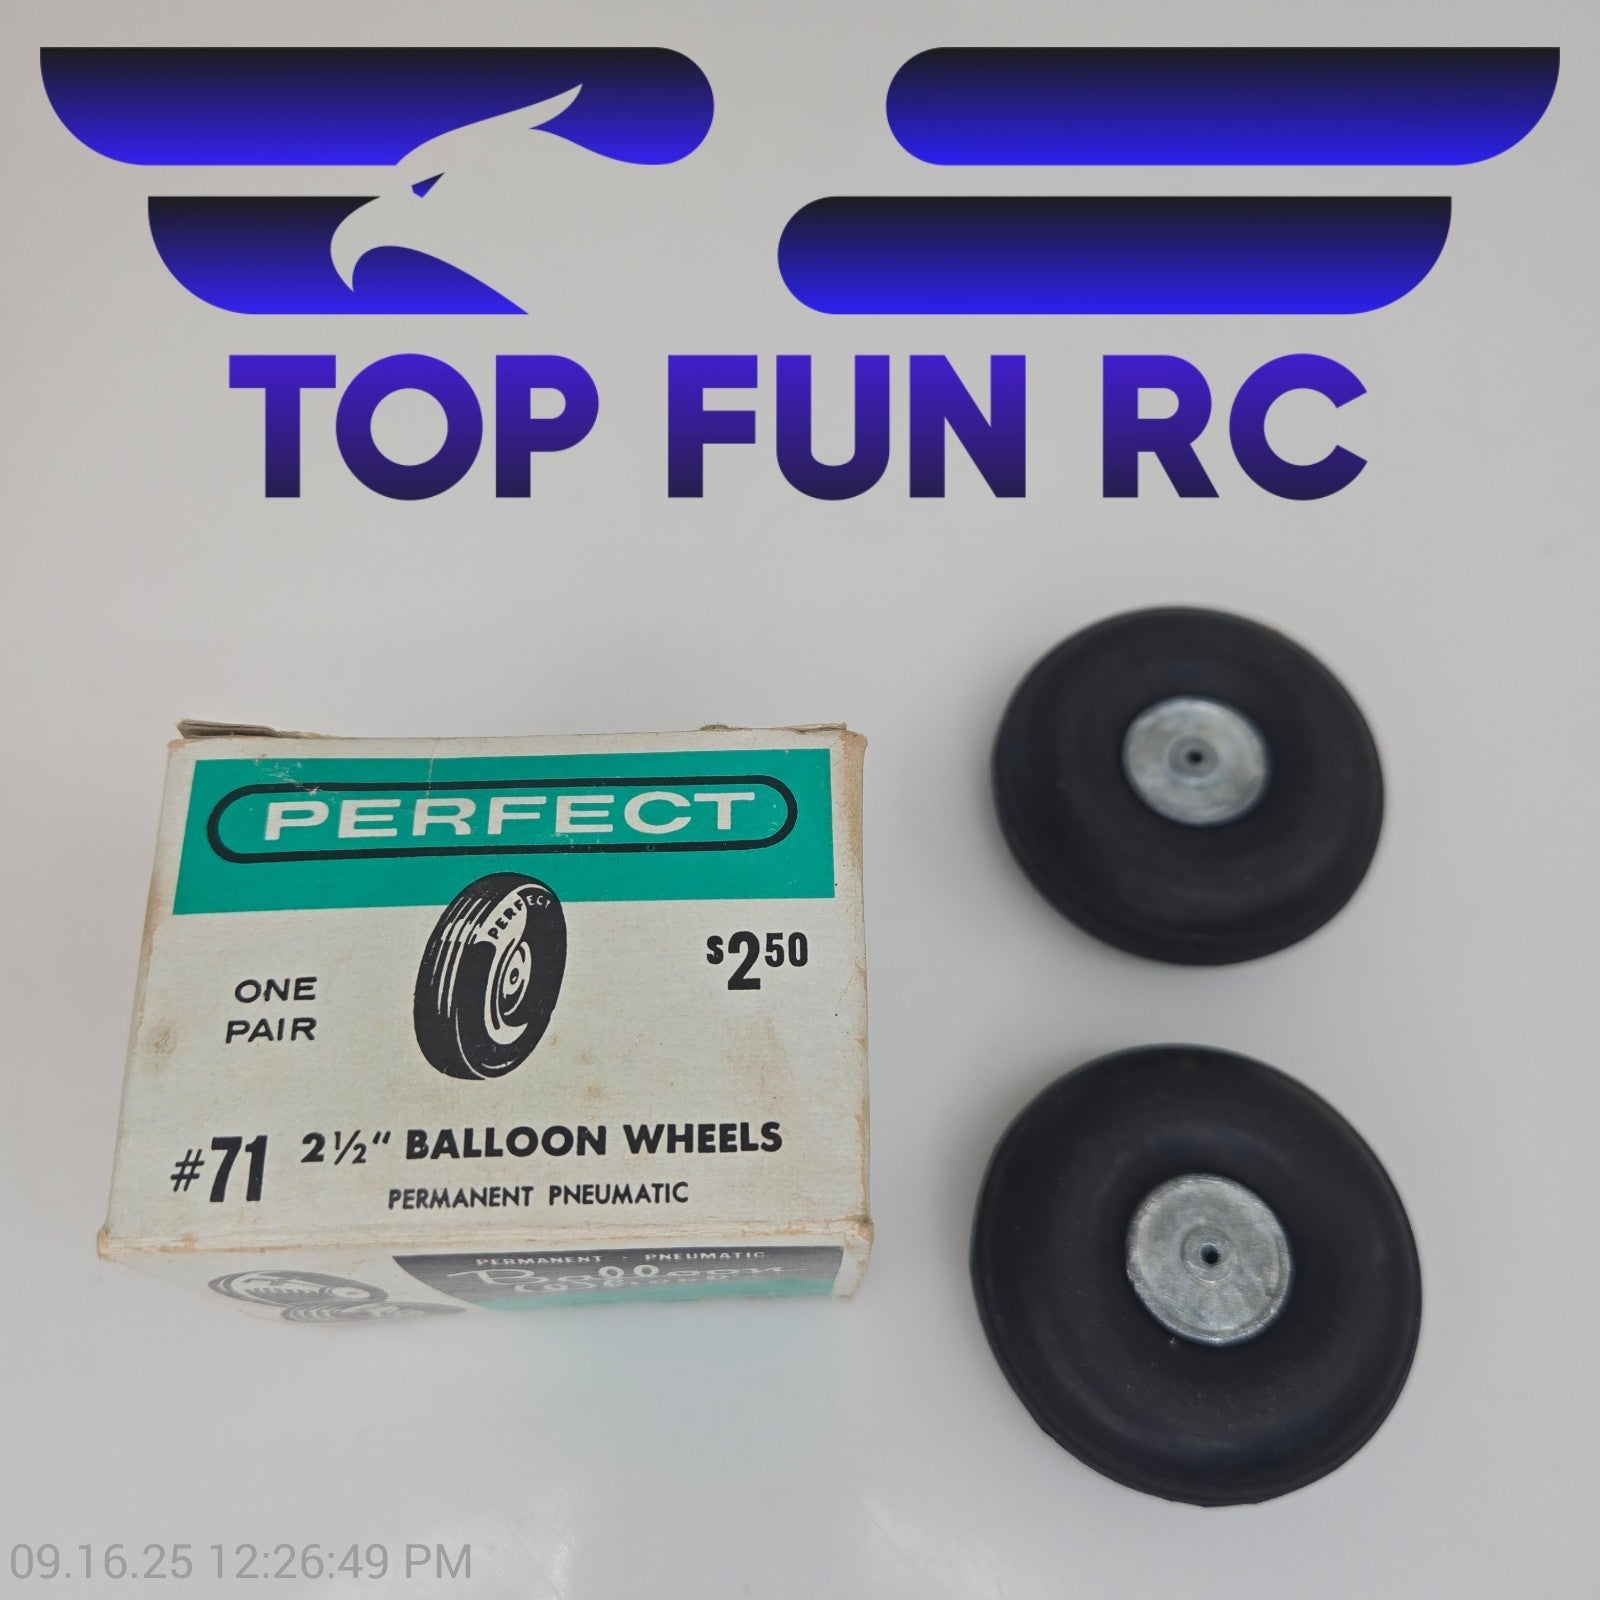 TOP FUN RC
PERFECT
PERFECT
$2.50
ONE
PAIR
#71 2½" BALLOON WHEELS
PERMANENT PNEUMATIC
PERMANENT - PNEUMATIC
Balloon
09.16.25 12:26:49 PM